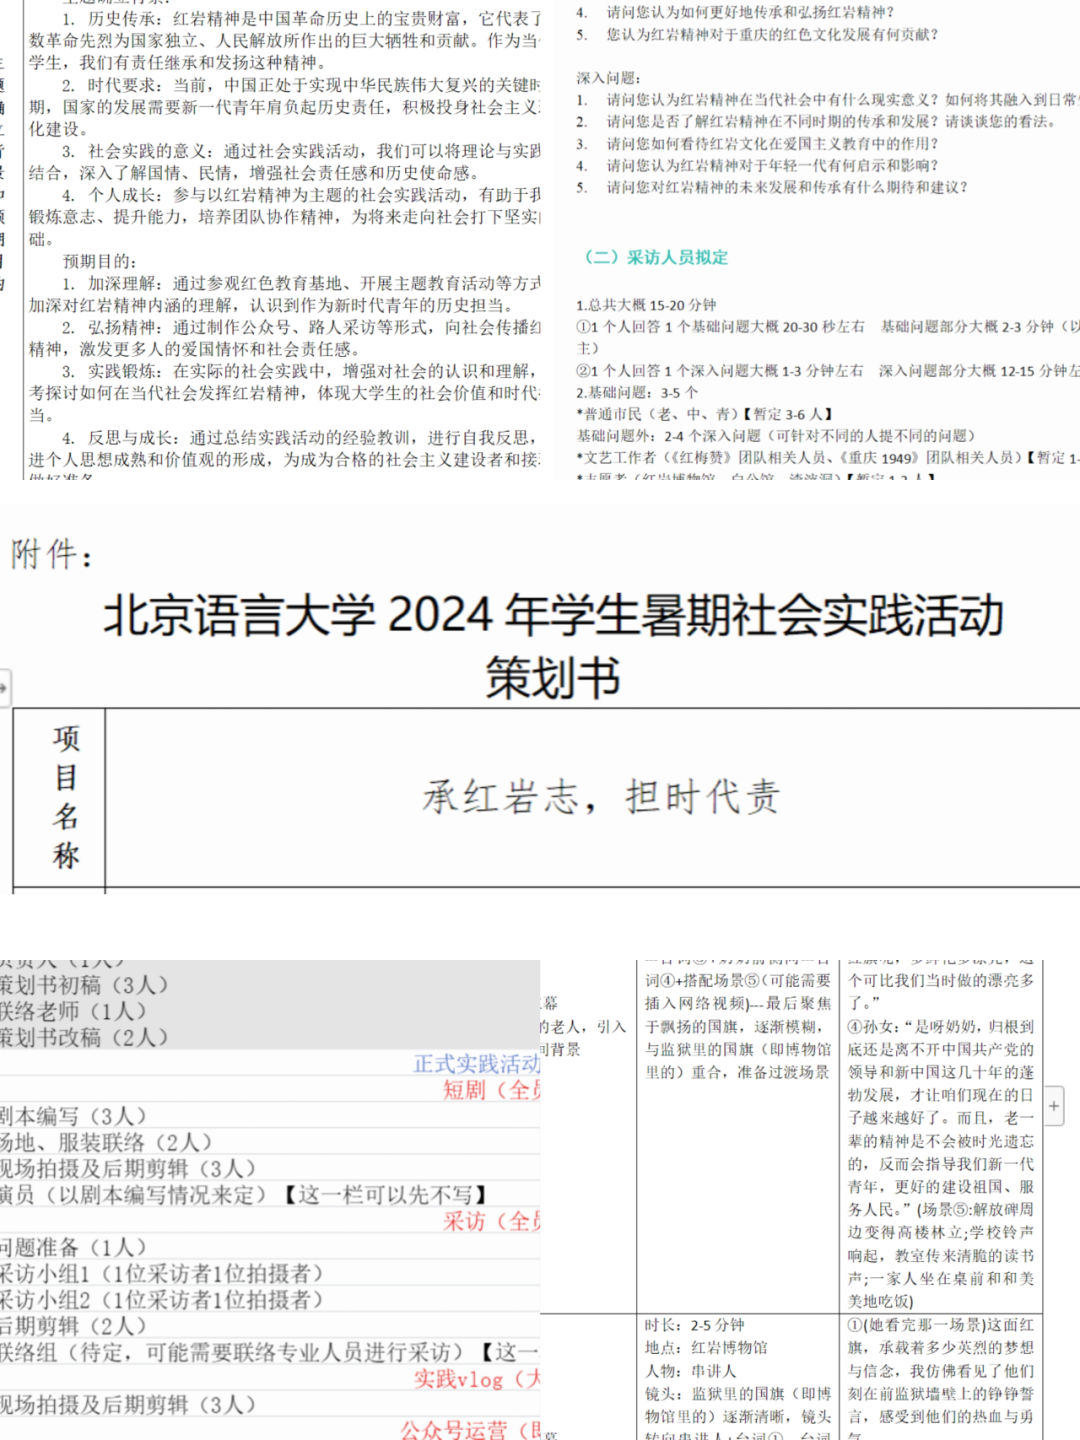 1. 历史传承：红岩精神是中国革命历史上的宝贵财富，它代表了
数革命先烈为国家独立、人民解放所作出的巨大牺牲和贡献。作为当
学生，我们有责任继承和发扬这种精神。
2. 时代要求：当前，中国正处于实现中华民族伟大复兴的关键时
期，国家的发展需要新一代青年肩负起历史责任，积极投身社会主义
化建设。
3. 社会实践的意义：通过社会实践活动，我们可以将理论与实践
结合，深入了解国情、民情，增强社会责任感和历史使命感。
4. 个人成长：参与以红岩精神为主题的社会实践活动，有助于我
锻炼意志、提升能力，培养团队协作精神，为将来走向社会打下坚实
础。
预期目的：
1. 加深理解：通过参观红色教育基地、开展主题教育活动等方式
加深对红岩精神内涵的理解，认识到作为新时代青年的历史担当。
2. 弘扬精神：通过制作公众号、路人采访等形式，向社会传播红
精神，激发更多人的爱国情怀和社会责任感。
3. 实践锻炼：在实际的社会实践中，增强对社会的认识和理解，
考探讨如何在当代社会发挥红岩精神，体现大学生的社会价值和时代
当。
4. 反思与成长：通过总结实践活动的经验教训，进行自我反思，
进个人思想成熟和价值观的形成，为成为合格的社会主义建设者和接
4. 请问您认为如何更好地传承和弘扬红岩精神？
5. 您认为红岩精神对于重庆的红色文化发展有何贡献？
深入问题：
1. 请问您认为红岩精神在当代社会中有什么现实意义？如何将其融入到日常
2. 请问您是否了解红岩精神在不同时期的传承和发展？请谈谈您的看法。
3. 请问您如何看待红岩文化在爱国主义教育中的作用？
4. 请问您认为红岩精神对于年轻一代有何启示和影响？
5. 请问您对红岩精神的未来发展和传承有什么期待和建议？
（二）采访人员拟定
1.总共大概 15-20 分钟
①1 个人回答 1 个基础问题大概 20-30 秒左右 基础问题部分大概 2-3 分钟（以
主）
②1 个人回答 1 个深入问题大概 1-3 分钟左右 深入问题部分大概 12-15 分钟左
2.基础问题：3-5 个
*普通市民（老、中、青）【暂定 3-6 人】
基础问题外：2-4 个深入问题（可针对不同的人提不同的问题）
*文艺工作者（《红梅赞》团队相关人员、《重庆 1949》团队相关人员）【暂定 1-
附件：
北京语言大学 2024 年学生暑期社会实践活动
策划书
项目名称
承红岩志，担时代责
策划书初稿（3人）
联络老师（1人）
策划书改稿（2人）
正式实践活动
短剧（全员
剧本编写（3人）
场地、服装联络（2人）
现场拍摄及后期剪辑（3人）
演员（以剧本编写情况来定）【这一栏可以先不写】
采访（全员
问题准备（1人）
采访小组1（1位采访者1位拍摄者）
采访小组2（1位采访者1位拍摄者）
后期剪辑（2人）
联络组（待定，可能需要联络专业人员进行采访）【这一
实践vlog（大
现场拍摄及后期剪辑（3人）
公众号运营（
幕
的老人，引入
间背景
词④+搭配场景⑤（可能需要
插入网络视频）---最后聚焦
于飘扬的国旗，逐渐模糊，
与监狱里的国旗（即博物馆
里的）重合，准备过渡场景
个可比我们当时做的漂亮多
了。”
④孙女：“是呀奶奶，归根到
底还是离不开中国共产党的
领导和新中国这几十年的蓬
勃发展，才让咱们现在的日
子越来越好了。而且，老一
辈的精神是不会被时光遗忘
的，反而会指导我们新一代
青年，更好的建设祖国、服
务人民。”(场景⑤:解放碑周
边变得高楼林立;学校铃声
响起，教室传来清脆的读书
声;一家人坐在桌前和和美
美地吃饭)
时长：2-5 分钟
地点：红岩博物馆
人物：串讲人
镜头：监狱里的国旗（即博
物馆里的）逐渐清晰，镜头
①(她看完那一场景)这面红
旗，承载着多少英烈的梦想
与信念，我仿佛看见了他们
刻在前监狱墙壁上的铮铮誓
言，感受到他们的热血与勇